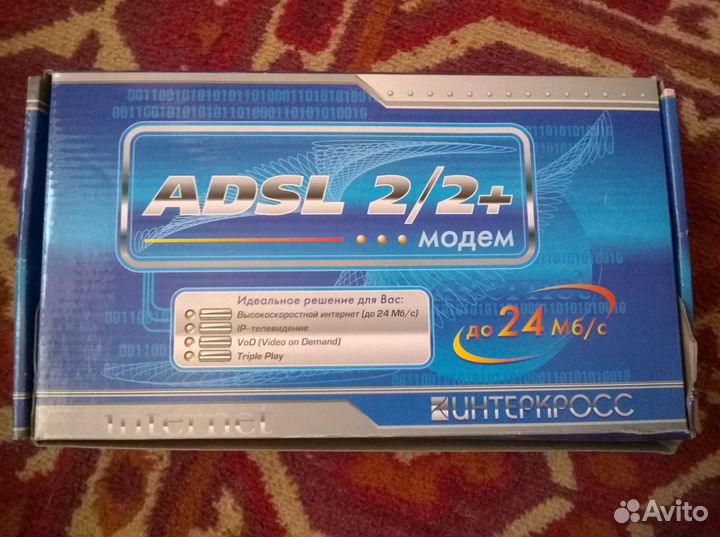 ADSL 2/2+
модем
Идеальное решение для Вас:
Высокоскоростной интернет (до 24 Мб/с)
IP-телевидение
VoD (Video on Demand)
Triple Play
до 24 Мб/с
Internet
ИНТЕРКРОСС
Avito